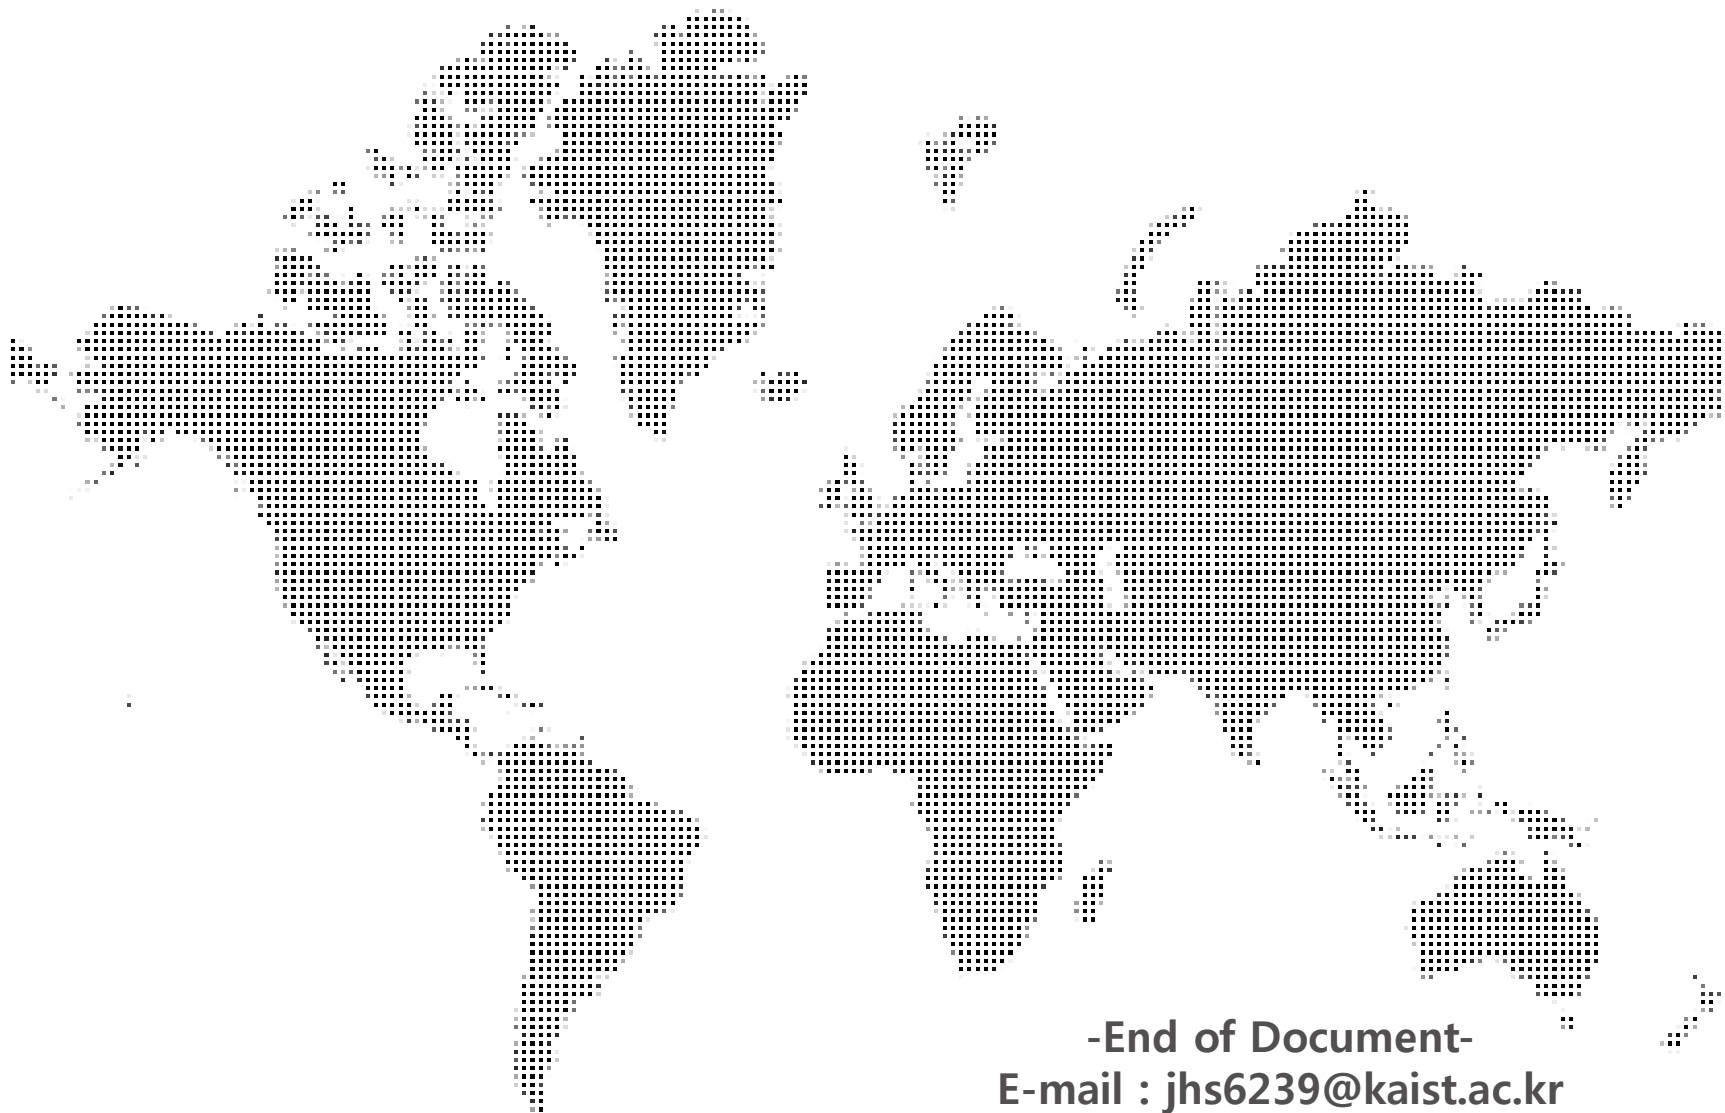 -End of Document-
E-mail : jhs6239@kaist.ac.kr